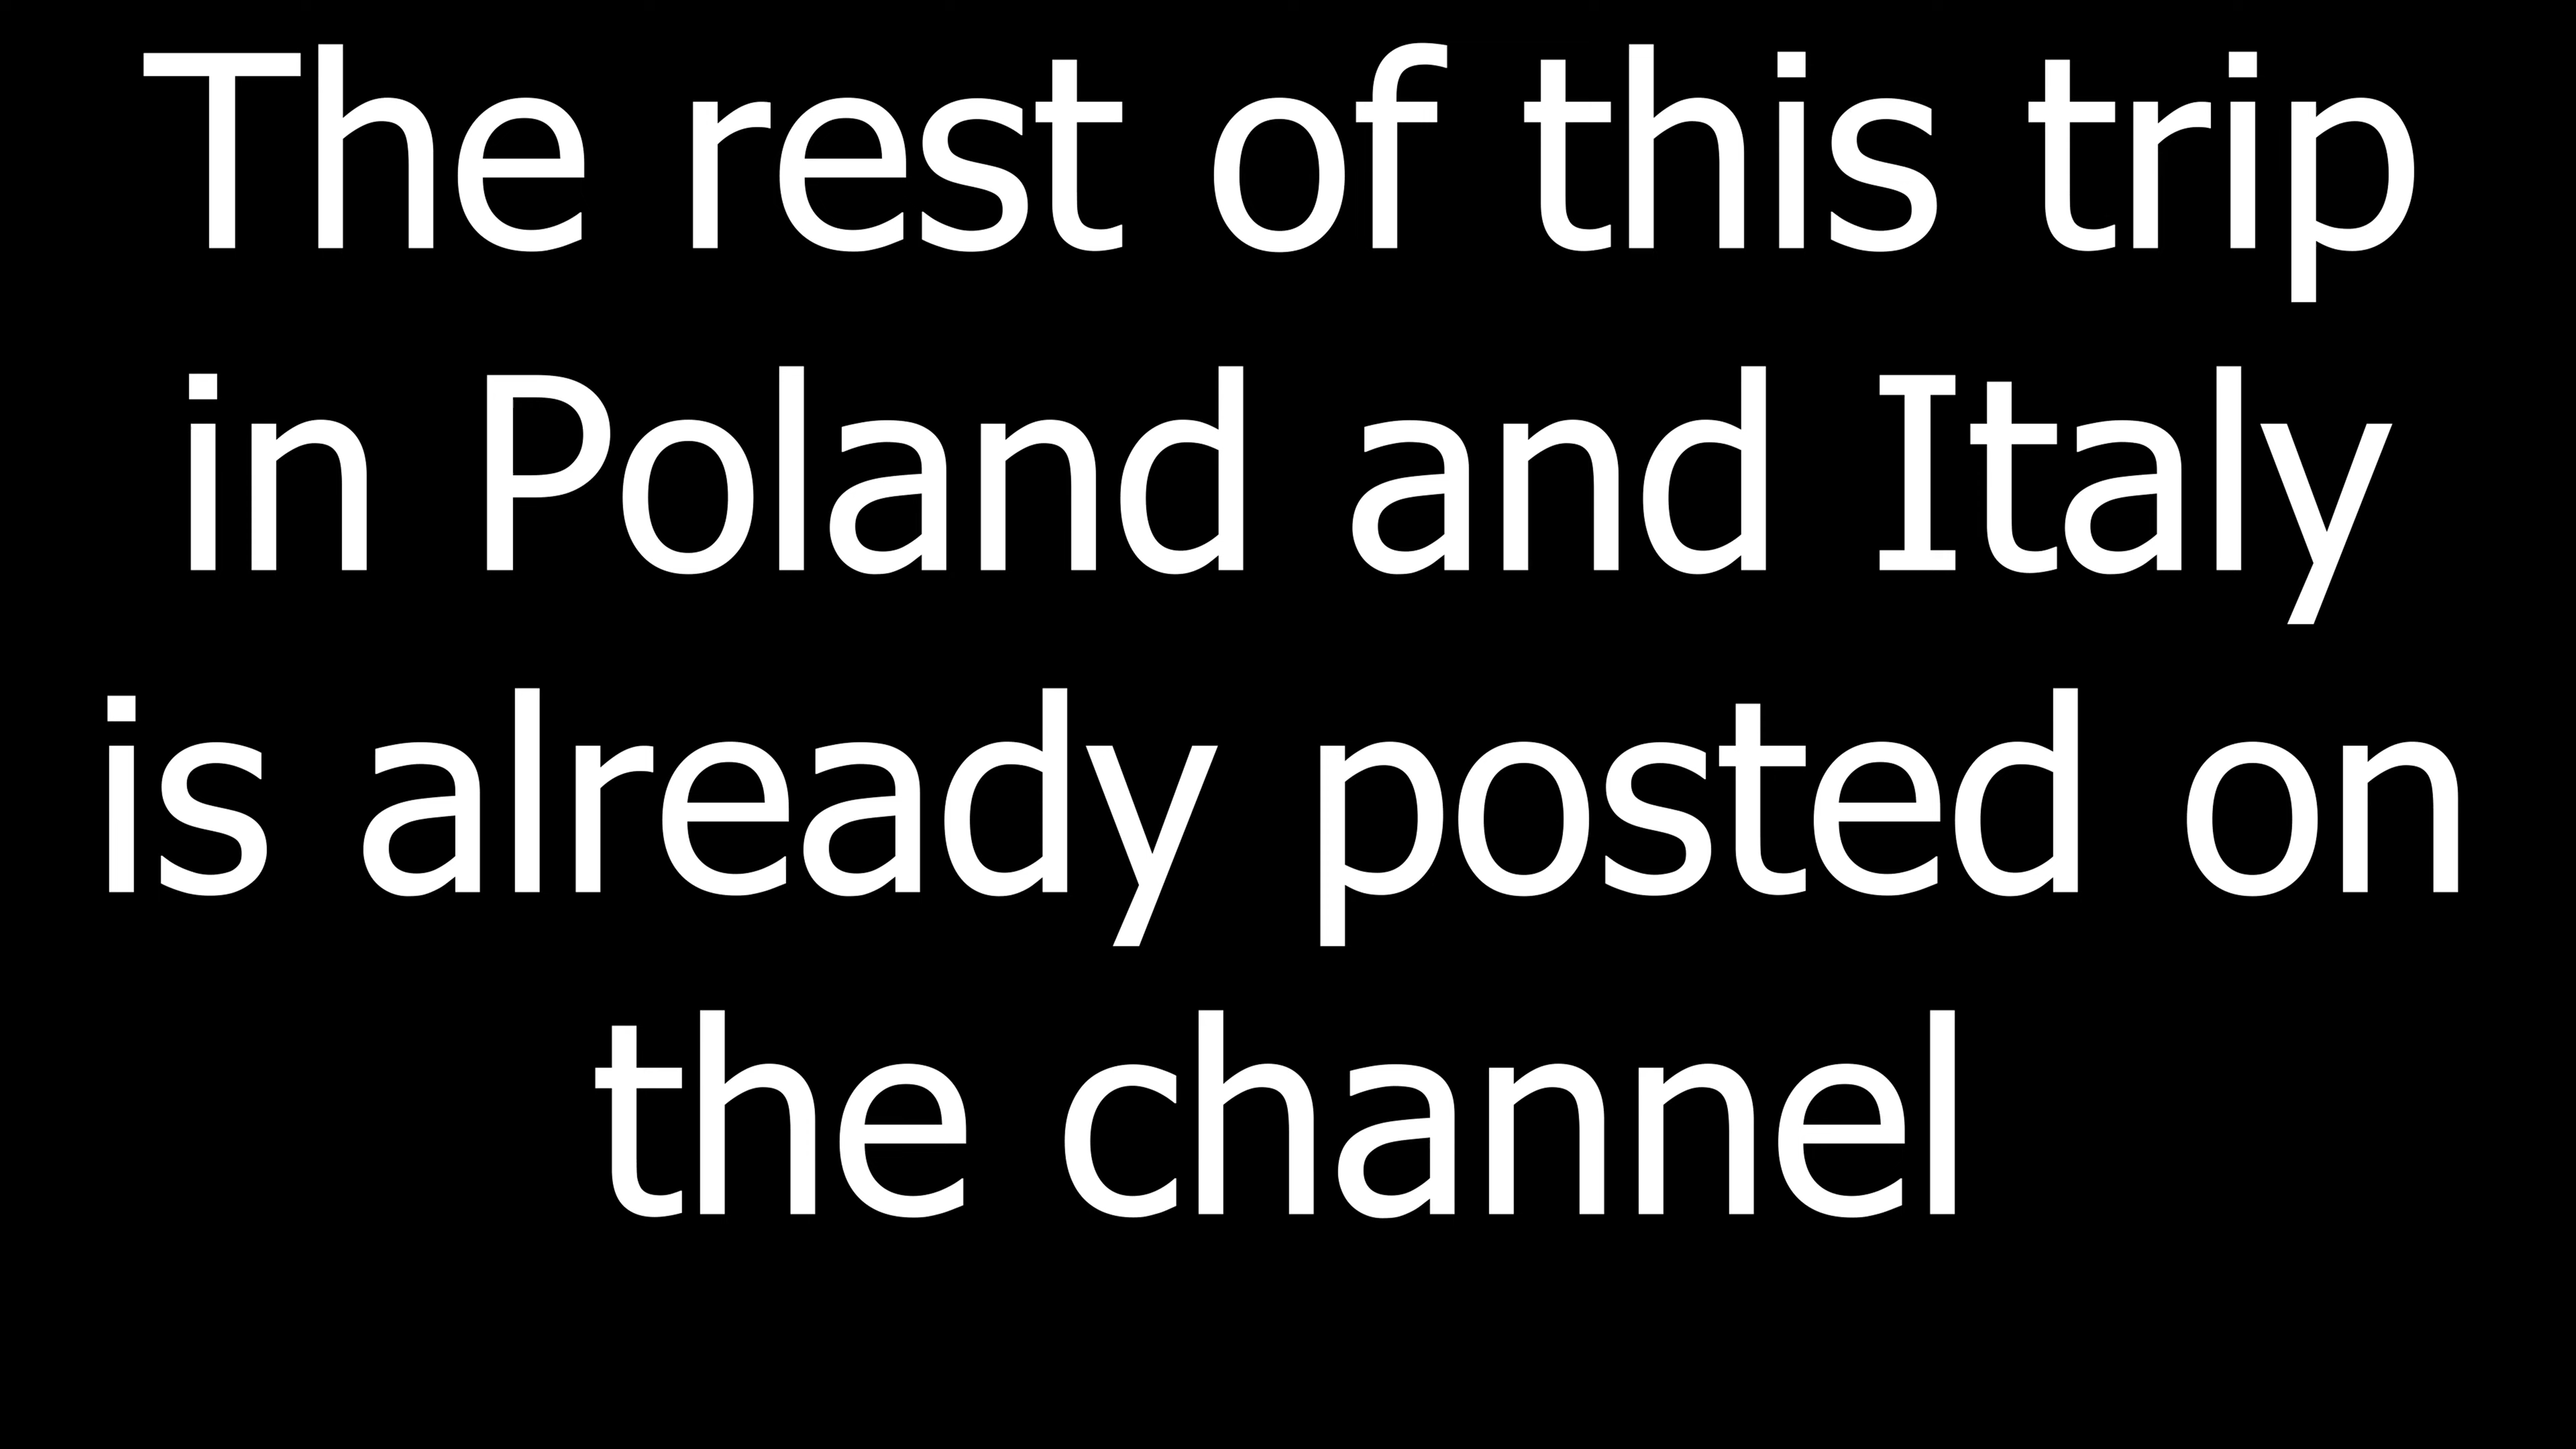 The rest of this trip
in Poland and Italy
is already posted on
the channel